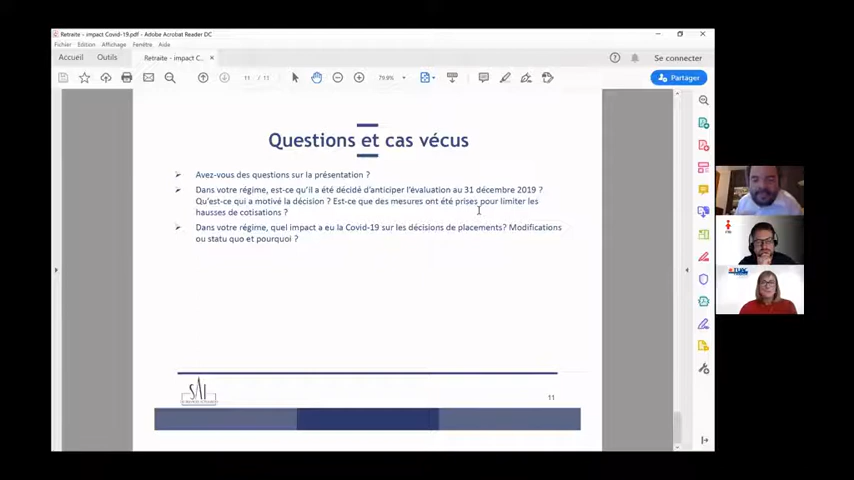 Retraite - impact Covid-19.pdf - Adobe Acrobat Reader DC
Fichier Edition Affichage Fenêtre Aide
Accueil Outils Retraite - impact C... × Se connecter
11 / 11 79,9% Partager
Questions et cas vécus
Avez-vous des questions sur la présentation ?
Dans votre régime, est-ce qu'il a été décidé d'anticiper l'évaluation au 31 décembre 2019 ?
Qu'est-ce qui a motivé la décision ? Est-ce que des mesures ont été prises pour limiter les
hausses de cotisations ?
Dans votre régime, quel impact a eu la Covid-19 sur les décisions de placements? Modifications
ou statu quo et pourquoi ?
SAI
11